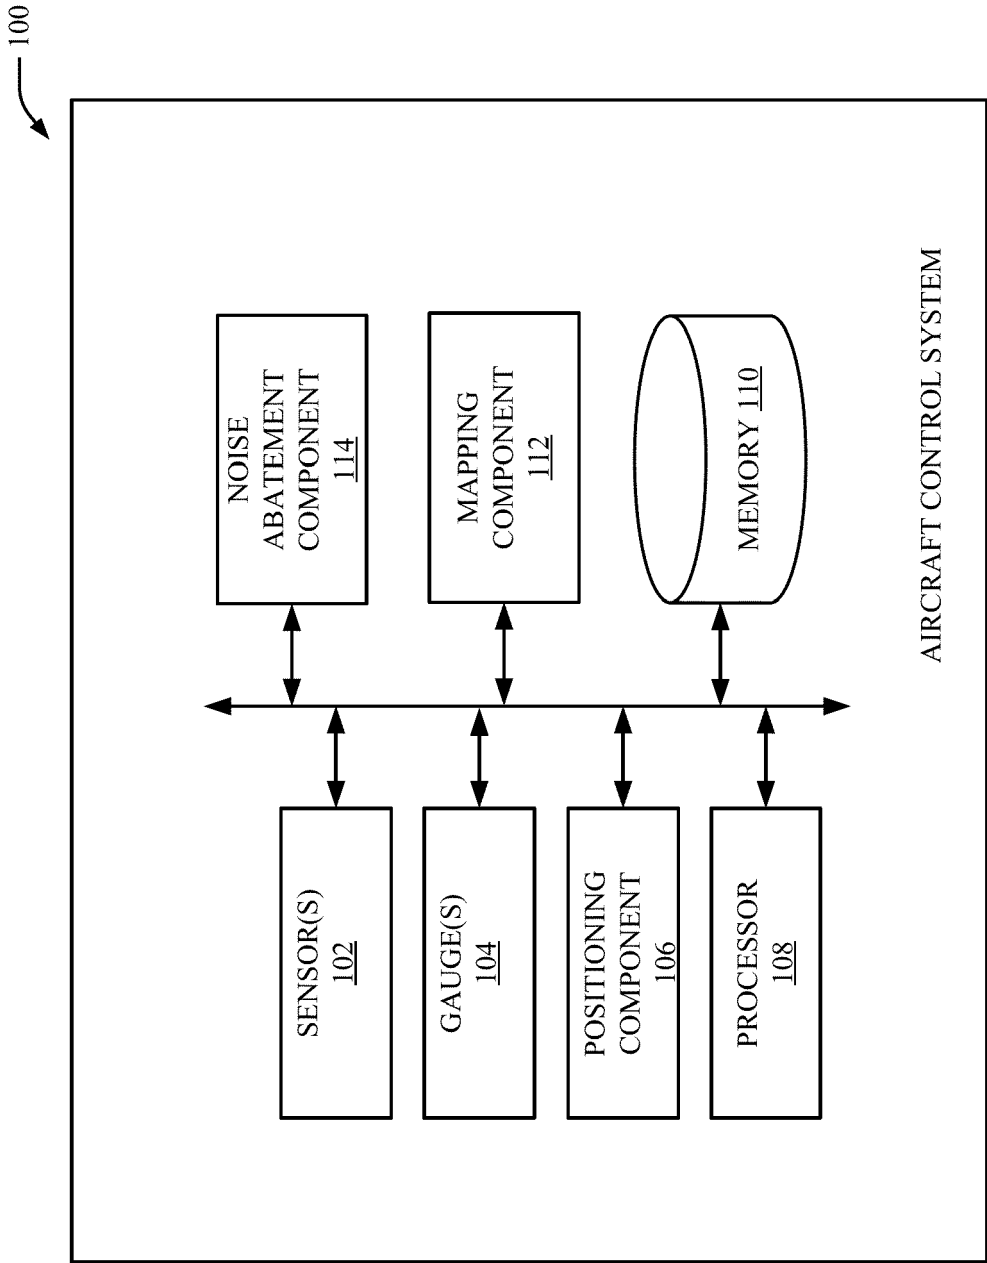 100
SENSOR(S)
102
GAUGE(S)
104
POSITIONING
COMPONENT
106
PROCESSOR
108
NOISE
ABATEMENT
COMPONENT
114
MAPPING
COMPONENT
112
MEMORY 110
AIRCRAFT CONTROL SYSTEM